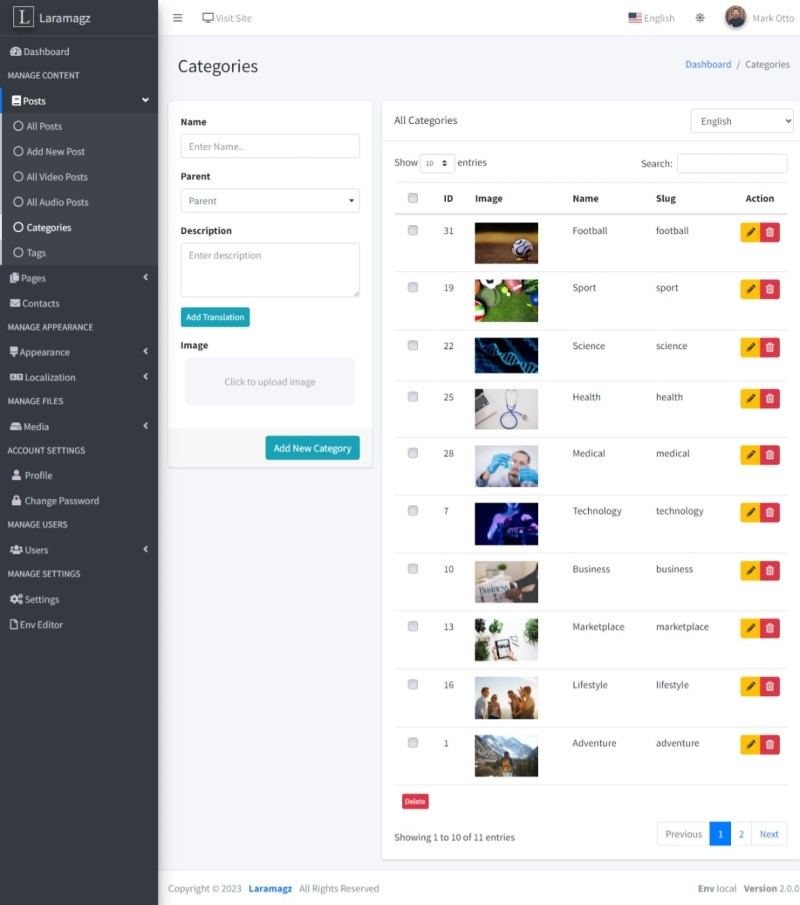 L Laramagz
Visit Site
English
Mark Otto
Dashboard
MANAGE CONTENT
Posts
All Posts
Add New Post
All Video Posts
All Audio Posts
Categories
Tags
Pages
Contacts
MANAGE APPEARANCE
Appearance
Localization
MANAGE FILES
Media
ACCOUNT SETTINGS
Profile
Change Password
MANAGE USERS
Users
MANAGE SETTINGS
Settings
Env Editor
Categories
Dashboard / Categories
Name
Enter Name..
Parent
Parent
Description
Enter description
Add Translation
Image
Click to upload image
Add New Category
All Categories
English
Show 10 entries
Search:
ID Image Name Slug Action
31 Football football
19 Sport sport
22 Science science
25 Health health
28 Medical medical
7 Technology technology
10 Business business
Business
13 Marketplace marketplace
16 Lifestyle lifestyle
1 Adventure adventure
Delete
Showing 1 to 10 of 11 entries
Previous 1 2 Next
Copyright © 2023 Laramagz All Rights Reserved
Env local Version 2.0.0